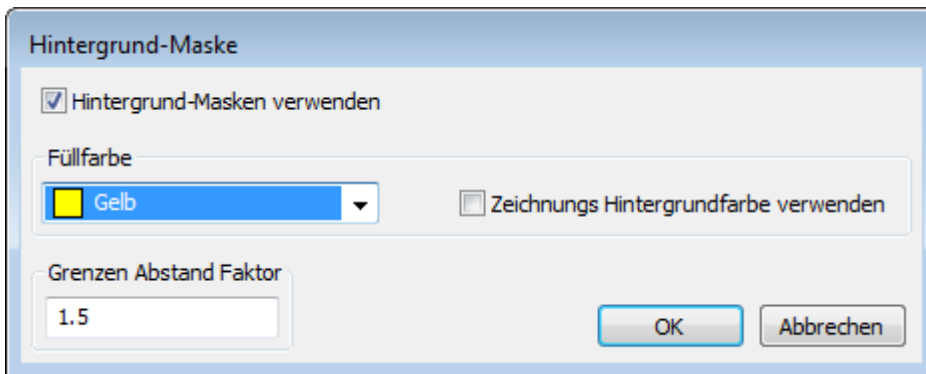 Hintergrund-Maske
Hintergrund-Masken verwenden
Füllfarbe
Gelb
Zeichnungs Hintergrundfarbe verwenden
Grenzen Abstand Faktor
1.5
OK
Abbrechen